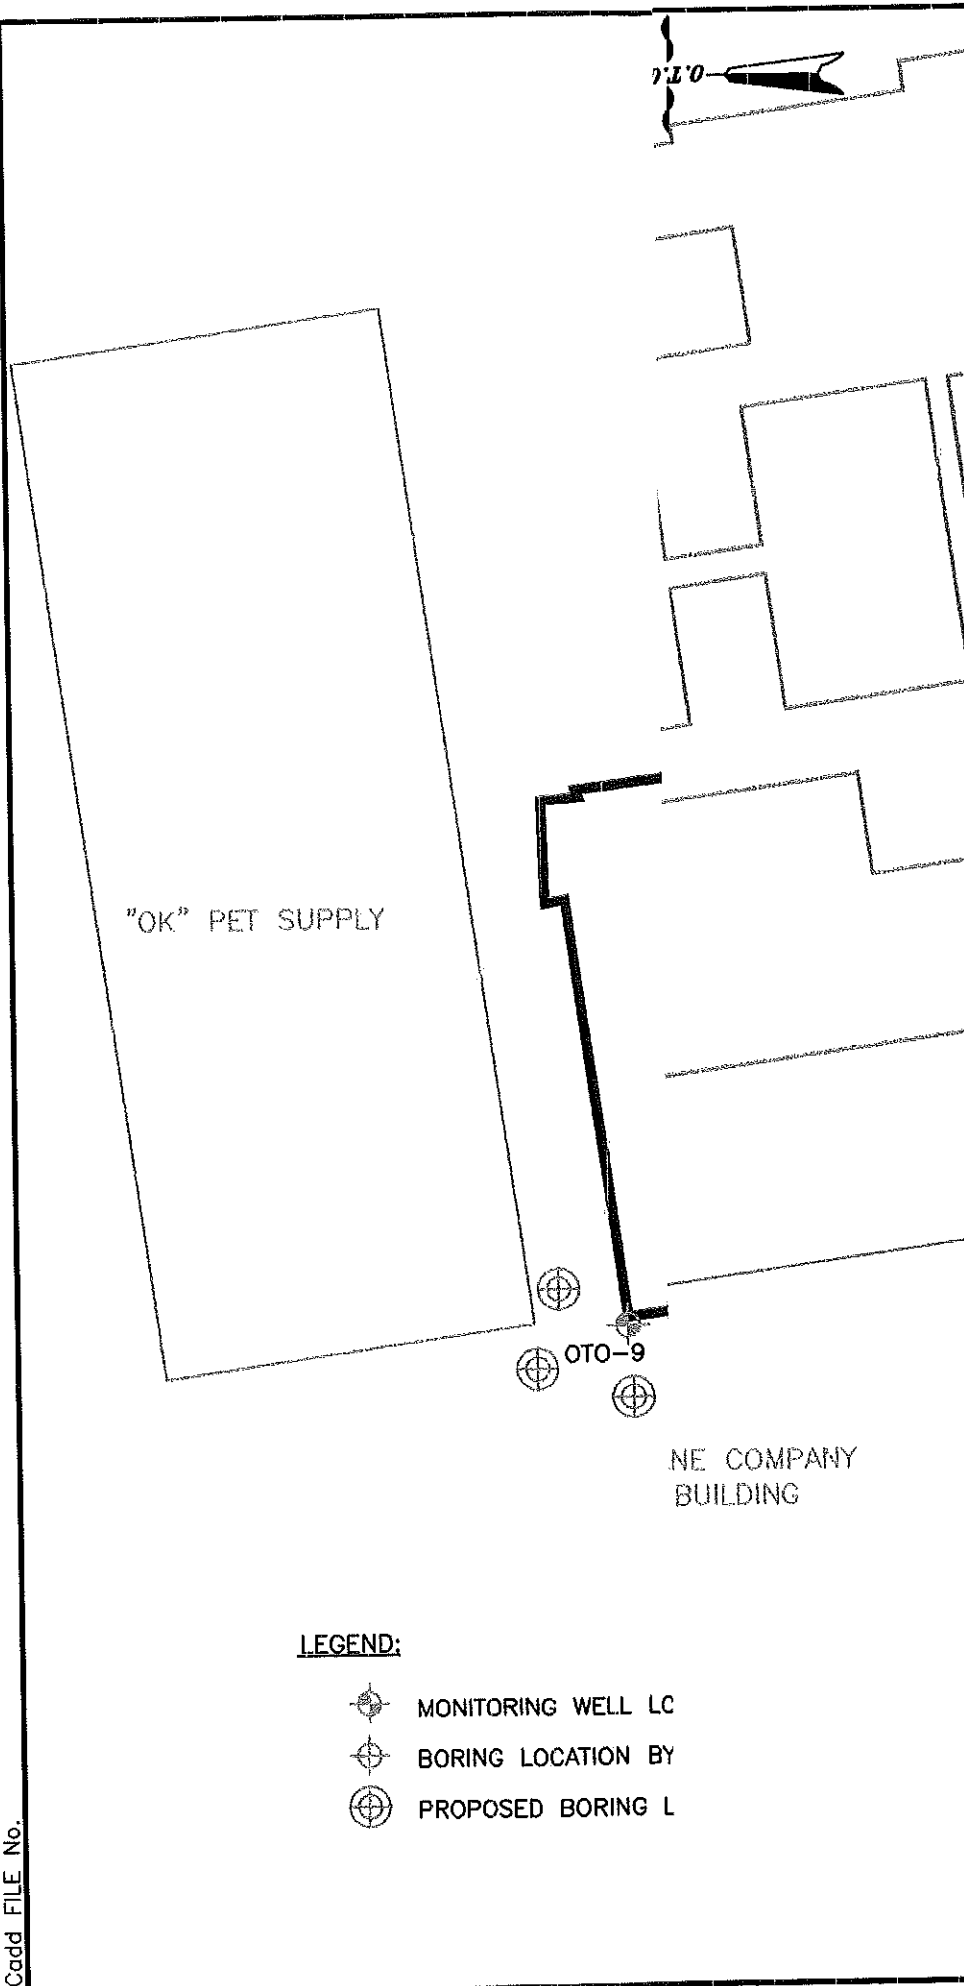 "OK" PET SUPPLY
OTO-9
NE COMPANY
BUILDING
LEGEND:
MONITORING WELL LC
BORING LOCATION BY
PROPOSED BORING L
Cadd FILE No.